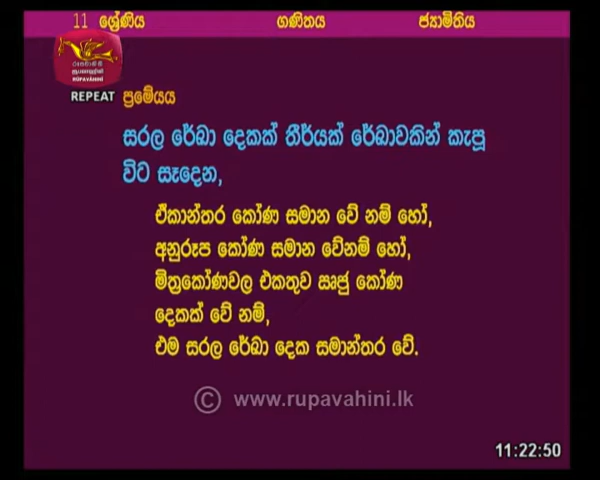 11 ශ්‍රේණිය ගණිතය ජ්‍යාමිතිය
රූපවාහිනී
RUPAVAHINI
REPEAT ප්‍රමේයය
සරල රේඛා දෙකක් තීර්යක් රේඛාවකින් කැපූ
විට සෑදෙන,
ඒකාන්තර කෝණ සමාන වේ නම් හෝ,
අනුරූප කෝණ සමාන වේනම් හෝ,
මිත්‍රකෝණවල එකතුව සෘජු කෝණ
දෙකක් වේ නම්,
එම සරල රේඛා දෙක සමාන්තර වේ.
© www.rupavahini.lk
11:22:50